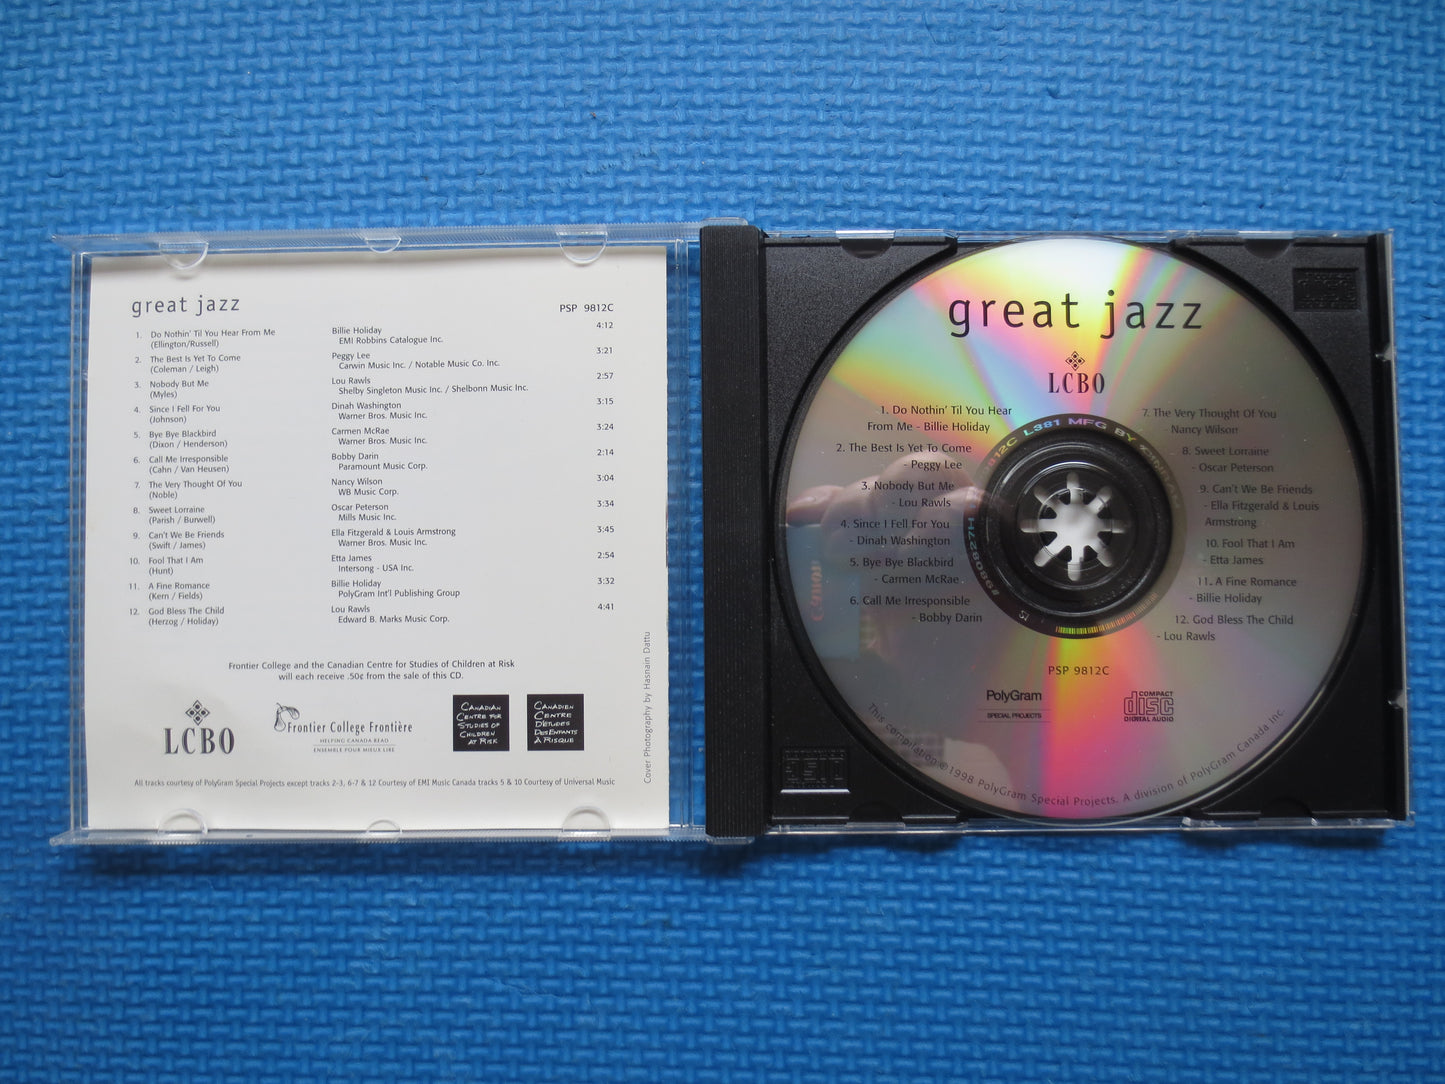 great jazz
PSP 9812C
1. Do Nothin' Til You Hear From Me Billie Holiday 4:12
(Ellington/Russell) EMI Robbins Catalogue Inc.
2. The Best Is Yet To Come Peggy Lee 3:21
(Coleman / Leigh) Carwin Music Inc. / Notable Music Co. Inc.
3. Nobody But Me Lou Rawls 2:57
(Myles) Shelby Singleton Music Inc. / Shelbonn Music Inc.
4. Since I Fell For You Dinah Washington 3:15
(Johnson) Warner Bros. Music Inc.
5. Bye Bye Blackbird Carmen McRae 3:24
(Dixon / Henderson) Warner Bros. Music Inc.
6. Call Me Irresponsible Bobby Darin 2:14
(Cahn / Van Heusen) Paramount Music Corp.
7. The Very Thought Of You Nancy Wilson 3:04
(Noble) WB Music Corp.
8. Sweet Lorraine Oscar Peterson 3:34
(Parish / Burwell) Mills Music Inc.
9. Can't We Be Friends Ella Fitzgerald & Louis Armstrong 3:45
(Swift / James) Warner Bros. Music Inc.
10. Fool That I Am Etta James 2:54
(Hunt) Intersong - USA Inc.
11. A Fine Romance Billie Holiday 3:32
(Kern / Fields) PolyGram Int'l Publishing Group
12. God Bless The Child Lou Rawls 4:41
(Herzog / Holiday) Edward B. Marks Music Corp.
Frontier College and the Canadian Centre for Studies of Children at Risk
will each receive .50¢ from the sale of this CD.
LCBO
Frontier College Frontière
HELPING CANADA READ
ENSEMBLE POUR MIEUX LIRE
CANADIAN
CENTRE FOR
STUDIES OF
CHILDREN
AT RISK
CANADIEN
CENTRE
D'ÉTUDES
DES ENFANTS
À RISQUE
All tracks courtesy of PolyGram Special Projects except tracks 2-3, 6-7 & 12 Courtesy of EMI Music Canada tracks 5 & 10 Courtesy of Universal Music
Cover Photography by Hasnain Dattu
great jazz
LCBO
1. Do Nothin' Til You Hear
From Me - Billie Holiday
2. The Best Is Yet To Come
- Peggy Lee
3. Nobody But Me
- Lou Rawls
4. Since I Fell For You
- Dinah Washington
5. Bye Bye Blackbird
- Carmen McRae
6. Call Me Irresponsible
- Bobby Darin
7. The Very Thought Of You
- Nancy Wilson
8. Sweet Lorraine
- Oscar Peterson
9. Can't We Be Friends
- Ella Fitzgerald & Louis
Armstrong
10. Fool That I Am
- Etta James
11. A Fine Romance
- Billie Holiday
12. God Bless The Child
- Lou Rawls
L381 MFG BY CINRAM
PSP 9812C
PolyGram
SPECIAL PROJECTS
COMPACT
disc
DIGITAL AUDIO
This compilation ©1998 PolyGram Special Projects. A division of PolyGram Canada Inc.